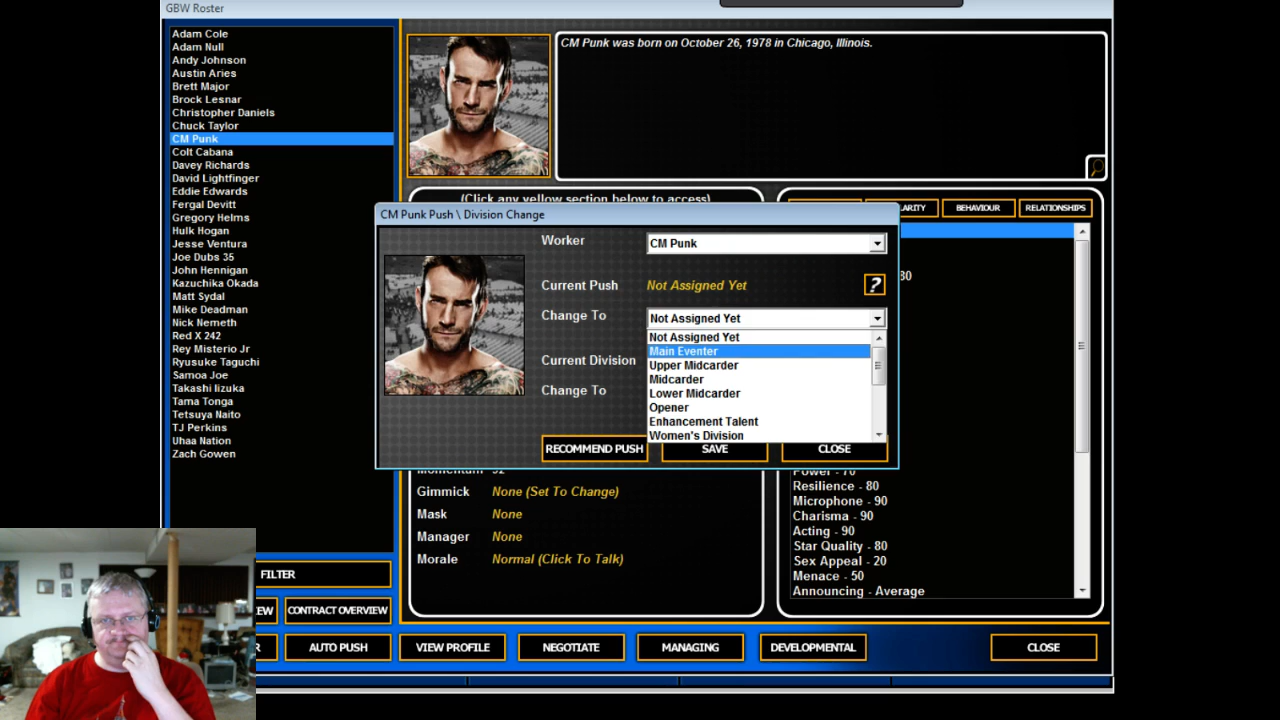 GBW Roster
Adam Cole
Adam Null
Andy Johnson
Austin Aries
Brett Major
Brock Lesnar
Christopher Daniels
Chuck Taylor
CM Punk
Colt Cabana
Davey Richards
David Lightfinger
Eddie Edwards
Fergal Devitt
Gregory Helms
Hulk Hogan
Jesse Ventura
Joe Dubs 35
John Hennigan
Kazuchika Okada
Matt Sydal
Mike Deadman
Nick Nemeth
Red X 242
Rey Misterio Jr
Ryusuke Taguchi
Samoa Joe
Takashi Iizuka
Tama Tonga
Tetsuya Naito
TJ Perkins
Uhaa Nation
Zach Gowen
CM Punk was born on October 26, 1978 in Chicago, Illinois.
(Click any yellow section below to access)
BEHAVIOUR
RELATIONSHIPS
80
CM Punk Push \ Division Change
Worker
CM Punk
Current Push
Not Assigned Yet
?
Change To
Not Assigned Yet
Not Assigned Yet
Main Eventer
Upper Midcarder
Midcarder
Lower Midcarder
Opener
Enhancement Talent
Women's Division
Current Division
Change To
RECOMMEND PUSH
SAVE
CLOSE
Gimmick None (Set To Change)
Mask None
Manager None
Morale Normal (Click To Talk)
Power - 70
Resilience - 80
Microphone - 90
Charisma - 90
Acting - 90
Star Quality - 80
Sex Appeal - 20
Menace - 50
Announcing - Average
FILTER
CONTRACT OVERVIEW
AUTO PUSH
VIEW PROFILE
NEGOTIATE
MANAGING
DEVELOPMENTAL
CLOSE